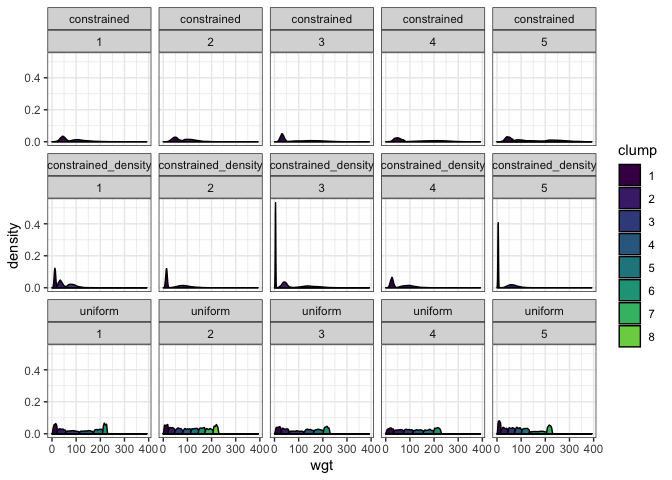 constrained constrained constrained constrained constrained
1 2 3 4 5
0.4
0.2
0.0
constrained_density constrained_density constrained_density constrained_density constrained_density
1 2 3 4 5
0.4
0.2
0.0
uniform uniform uniform uniform uniform
1 2 3 4 5
0.4
0.2
0.0
0 100 200 300 400 0 100 200 300 400 0 100 200 300 400 0 100 200 300 400 0 100 200 300 400
wgt
density
clump
1
2
3
4
5
6
7
8